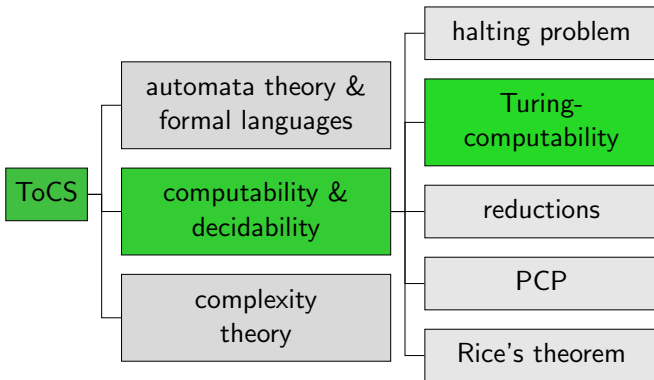 ToCS
automata theory &
formal languages
computability &
decidability
complexity
theory
halting problem
Turing-
computability
reductions
PCP
Rice's theorem